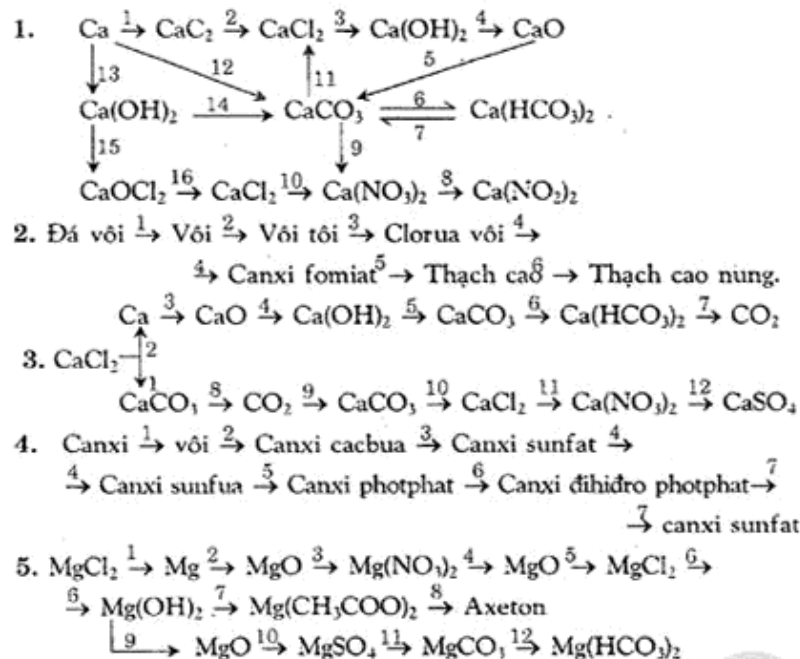 1. Ca →1 CaC₂ →2 CaCl₂ →3 Ca(OH)₂ →4 CaO
13 12 11 5
Ca(OH)₂ →14 CaCO₃ ⇌ 6 7 Ca(HCO₃)₂ .
15 9
CaOCl₂ →16 CaCl₂ →10 Ca(NO₃)₂ →8 Ca(NO₂)₂
2. Đá vôi →1 Vôi →2 Vôi tôi →3 Clorua vôi →4
→4 Canxi fomiat →5 Thạch cao →6 Thạch cao nung.
Ca →3 CaO →4 Ca(OH)₂ →5 CaCO₃ →6 Ca(HCO₃)₂ →7 CO₂
3. CaCl₂ 2
1
CaCO₃ →8 CO₂ →9 CaCO₃ →10 CaCl₂ →11 Ca(NO₃)₂ →12 CaSO₄
4. Canxi →1 vôi →2 Canxi cacbua →3 Canxi sunfat →4
→4 Canxi sunfua →5 Canxi photphat →6 Canxi đihiđro photphat →7
→7 canxi sunfat
5. MgCl₂ →1 Mg →2 MgO →3 Mg(NO₃)₂ →4 MgO →5 MgCl₂ →6
→6 Mg(OH)₂ →7 Mg(CH₃COO)₂ →8 Axeton
9 → MgO →10 MgSO₄ →11 MgCO₃ →12 Mg(HCO₃)₂